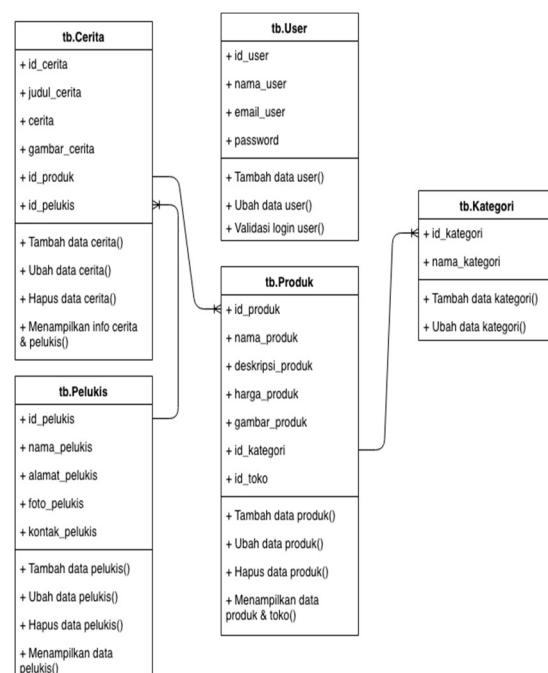 tb.Cerita
+ id_cerita
+ judul_cerita
+ cerita
+ gambar_cerita
+ id_produk
+ id_pelukis
+ Tambah data cerita()
+ Ubah data cerita()
+ Hapus data cerita()
+ Menampilkan info cerita
& pelukis()
tb.Pelukis
+ id_pelukis
+ nama_pelukis
+ alamat_pelukis
+ foto_pelukis
+ kontak_pelukis
+ Tambah data pelukis()
+ Ubah data pelukis()
+ Hapus data pelukis()
+ Menampilkan data
pelukis()
tb.User
+ id_user
+ nama_user
+ email_user
+ password
+ Tambah data user()
+ Ubah data user()
+ Validasi login user()
tb.Produk
+ id_produk
+ nama_produk
+ deskripsi_produk
+ harga_produk
+ gambar_produk
+ id_kategori
+ id_toko
+ Tambah data produk()
+ Ubah data produk()
+ Hapus data produk()
+ Menampilkan data
produk & toko()
tb.Kategori
+ id_kategori
+ nama_kategori
+ Tambah data kategori()
+ Ubah data kategori()